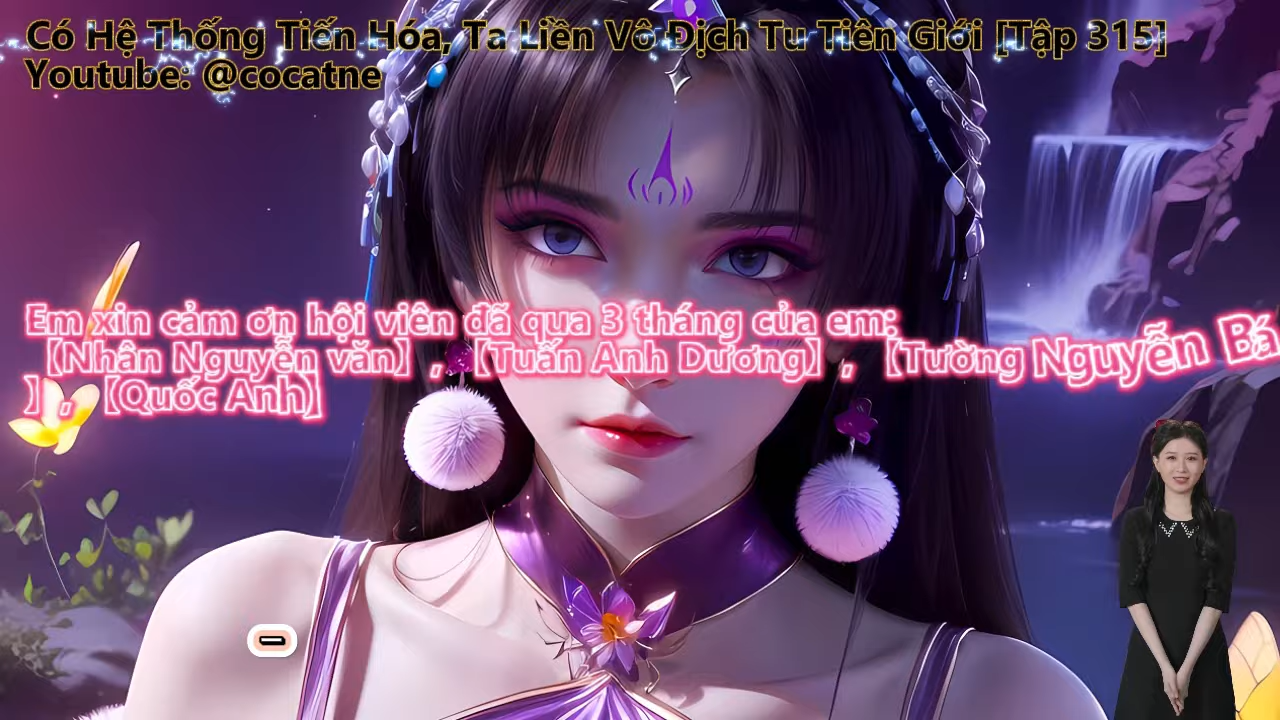 Có Hệ Thống Tiến Hóa, Ta Liền Vô Địch Tu Tiên Giới [Tập 315]
Youtube: @cocatne
Em xin cảm ơn hội viên đã qua 3 tháng của em:
【Nhân Nguyễn văn】, 【Tuấn Anh Dương】, 【Tường Nguyễn Bá
】, 【Quốc Anh】